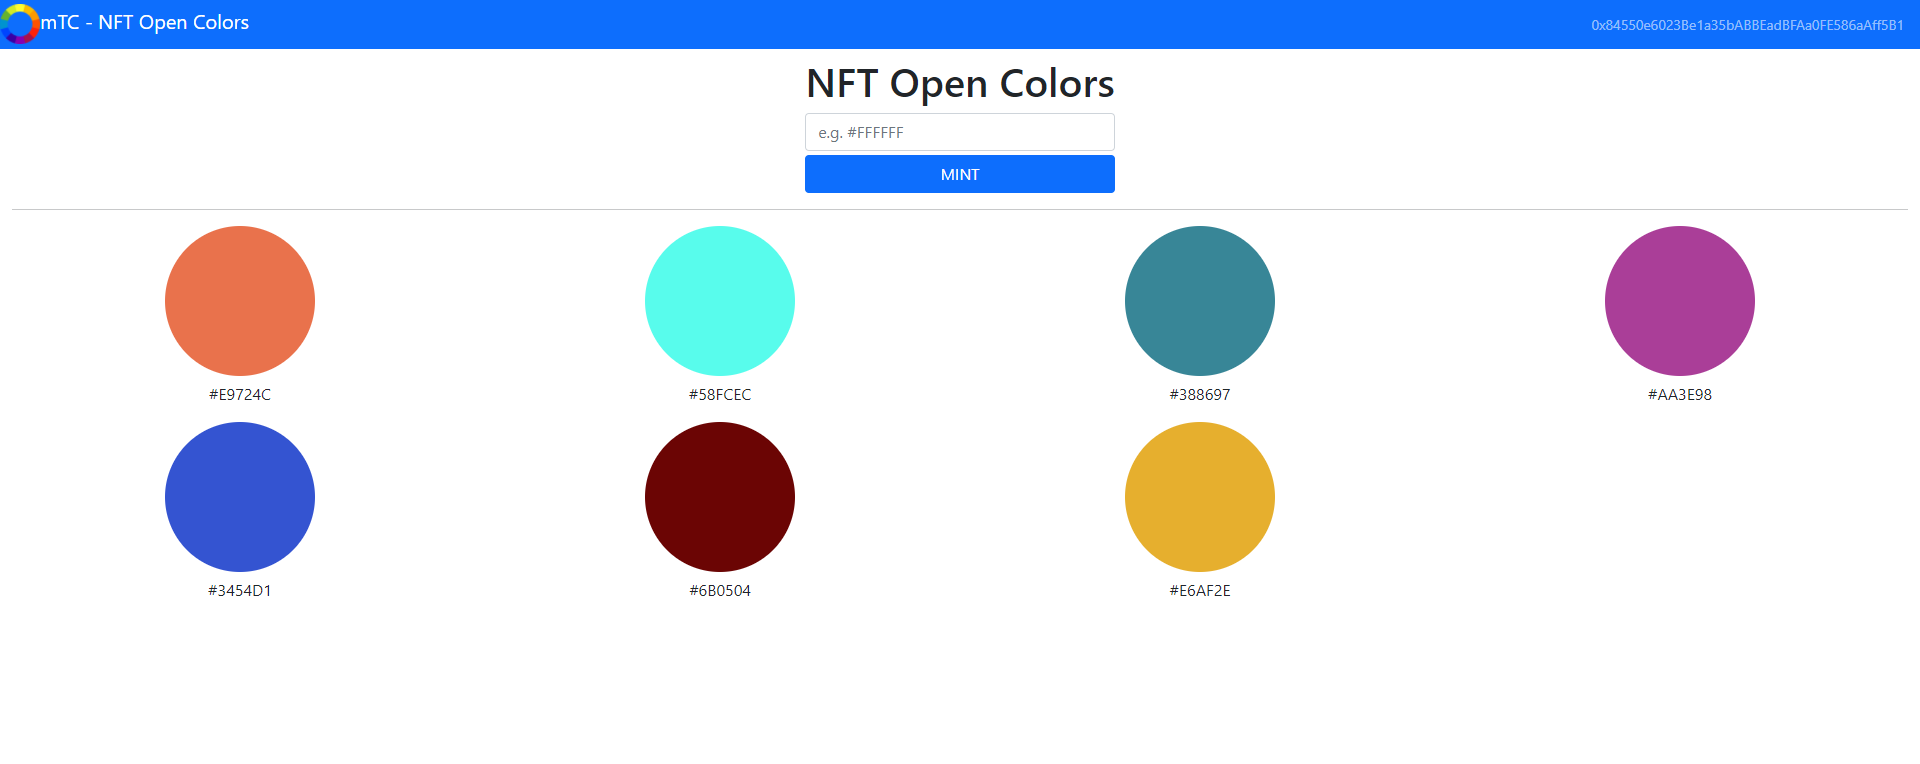 mTC - NFT Open Colors
0x84550e6023Be1a35bABBEadBFAa0FE586aAff5B1
NFT Open Colors
e.g. #FFFFFF
MINT
#E9724C
#58FCEC
#388697
#AA3E98
#3454D1
#6B0504
#E6AF2E